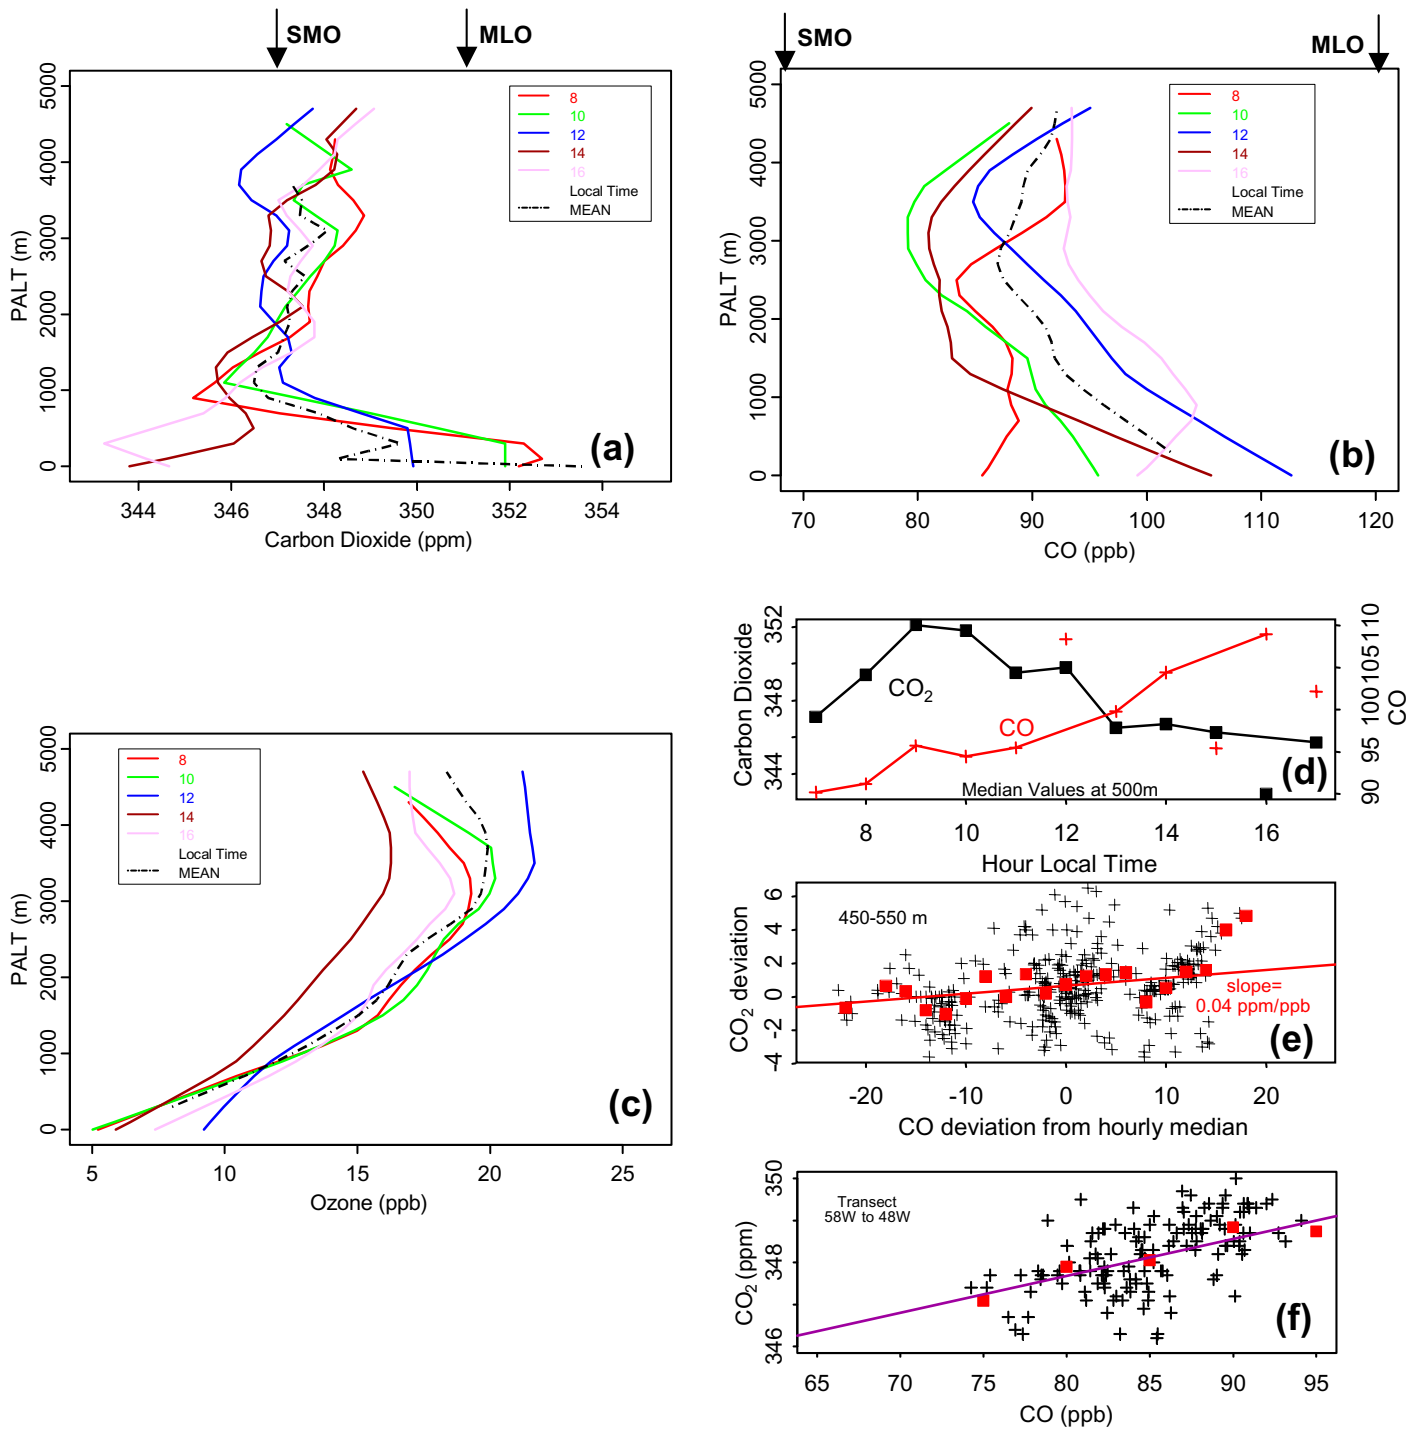 SMO
MLO
5000
4000
3000
2000
1000
0
PALT (m)
8
10
12
14
16
Local Time
MEAN
(a)
344
346
348
350
352
354
Carbon Dioxide (ppm)
SMO
MLO
5000
4000
3000
2000
1000
0
PALT (m)
8
10
12
14
16
Local Time
MEAN
(b)
70
80
90
100
110
120
CO (ppb)
5000
4000
3000
2000
1000
0
PALT (m)
8
10
12
14
16
Local Time
MEAN
(c)
5
10
15
20
25
Ozone (ppb)
352
348
344
Carbon Dioxide
CO2
CO
Median Values at 500m
(d)
110
105
100
95
90
CO
8
10
12
14
16
Hour Local Time
6
4
2
0
-2
-4
CO2 deviation
450-550 m
slope=
0.04 ppm/ppb
(e)
-20
-10
0
10
20
CO deviation from hourly median
350
348
346
CO2 (ppm)
Transect
58W to 48W
(f)
65
70
75
80
85
90
95
CO (ppb)